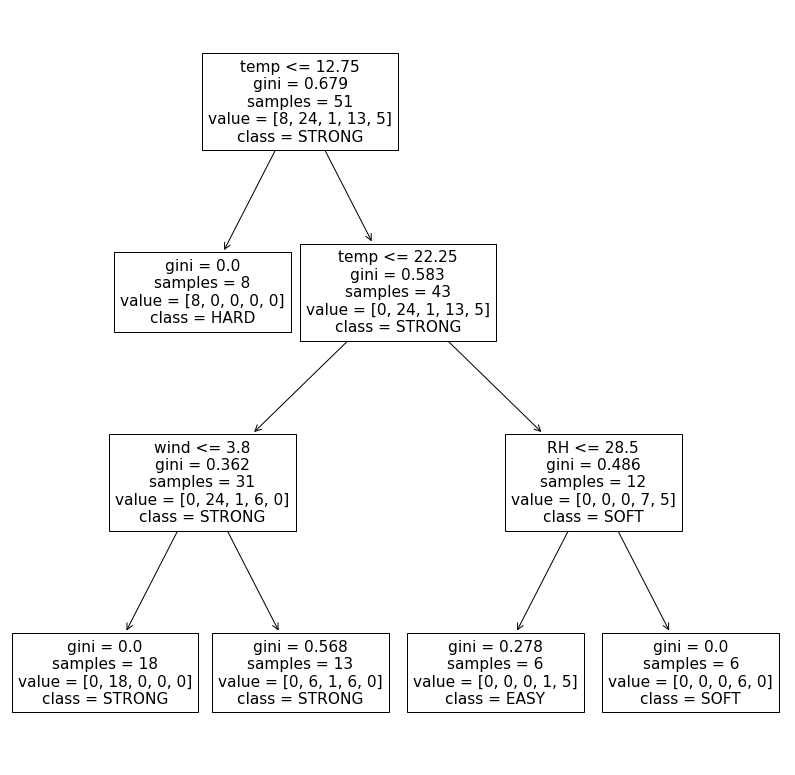 temp <= 12.75
gini = 0.679
samples = 51
value = [8, 24, 1, 13, 5]
class = STRONG
gini = 0.0
samples = 8
value = [8, 0, 0, 0, 0]
class = HARD
temp <= 22.25
gini = 0.583
samples = 43
value = [0, 24, 1, 13, 5]
class = STRONG
wind <= 3.8
gini = 0.362
samples = 31
value = [0, 24, 1, 6, 0]
class = STRONG
RH <= 28.5
gini = 0.486
samples = 12
value = [0, 0, 0, 7, 5]
class = SOFT
gini = 0.0
samples = 18
value = [0, 18, 0, 0, 0]
class = STRONG
gini = 0.568
samples = 13
value = [0, 6, 1, 6, 0]
class = STRONG
gini = 0.278
samples = 6
value = [0, 0, 0, 1, 5]
class = EASY
gini = 0.0
samples = 6
value = [0, 0, 0, 6, 0]
class = SOFT